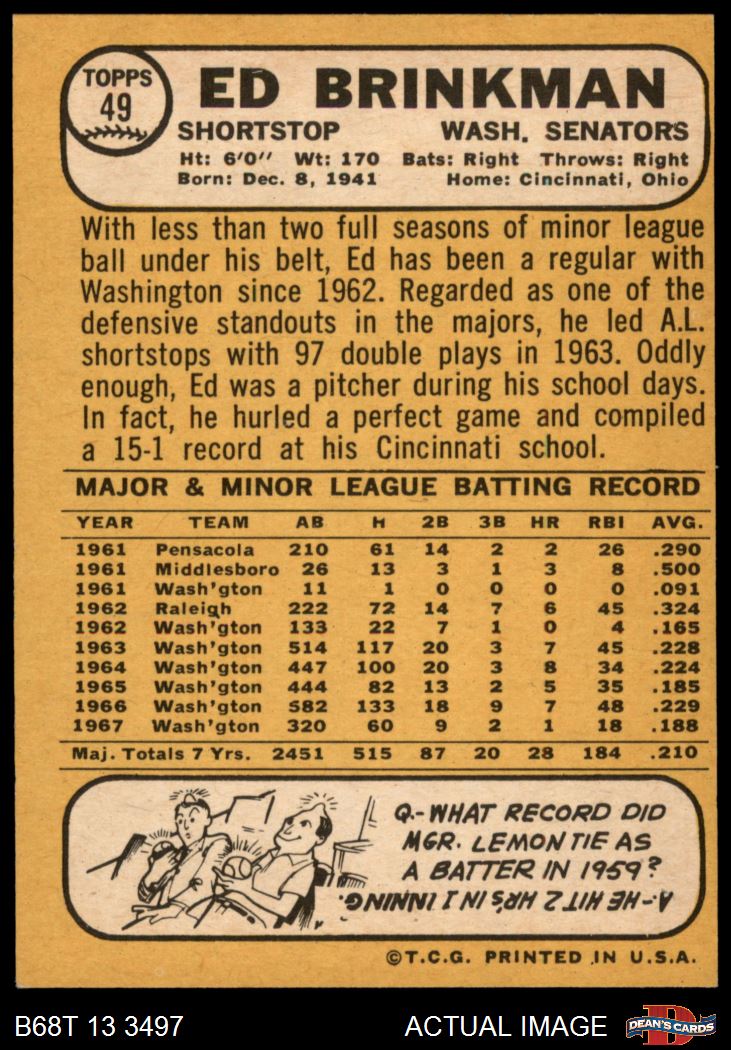 TOPPS
49
ED BRINKMAN
SHORTSTOP WASH. SENATORS
Ht: 6'0" Wt: 170 Bats: Right Throws: Right
Born: Dec. 8, 1941 Home: Cincinnati, Ohio
With less than two full seasons of minor league
ball under his belt, Ed has been a regular with
Washington since 1962. Regarded as one of the
defensive standouts in the majors, he led A.L.
shortstops with 97 double plays in 1963. Oddly
enough, Ed was a pitcher during his school days.
In fact, he hurled a perfect game and compiled
a 15-1 record at his Cincinnati school.
MAJOR & MINOR LEAGUE BATTING RECORD
YEAR TEAM AB H 2B 3B HR RBI AVG.
1961 Pensacola 210 61 14 2 2 26 .290
1961 Middlesboro 26 13 3 1 3 8 .500
1961 Wash'gton 11 1 0 0 0 0 .091
1962 Raleigh 222 72 14 7 6 45 .324
1962 Wash'gton 133 22 7 1 0 4 .165
1963 Wash'gton 514 117 20 3 7 45 .228
1964 Wash'gton 447 100 20 3 8 34 .224
1965 Wash'gton 444 82 13 2 5 35 .185
1966 Wash'gton 582 133 18 9 7 48 .229
1967 Wash'gton 320 60 9 2 1 18 .188
Maj. Totals 7 Yrs. 2451 515 87 20 28 184 .210
Q.-WHAT RECORD DID
MGR. LEMON TIE AS
A BATTER IN 1959?
A-HE HIT 2 HR'S IN 1 INNING.
©T.C.G. PRINTED IN U.S.A.
B68T 13 3497 ACTUAL IMAGE D DEAN'S CARDS